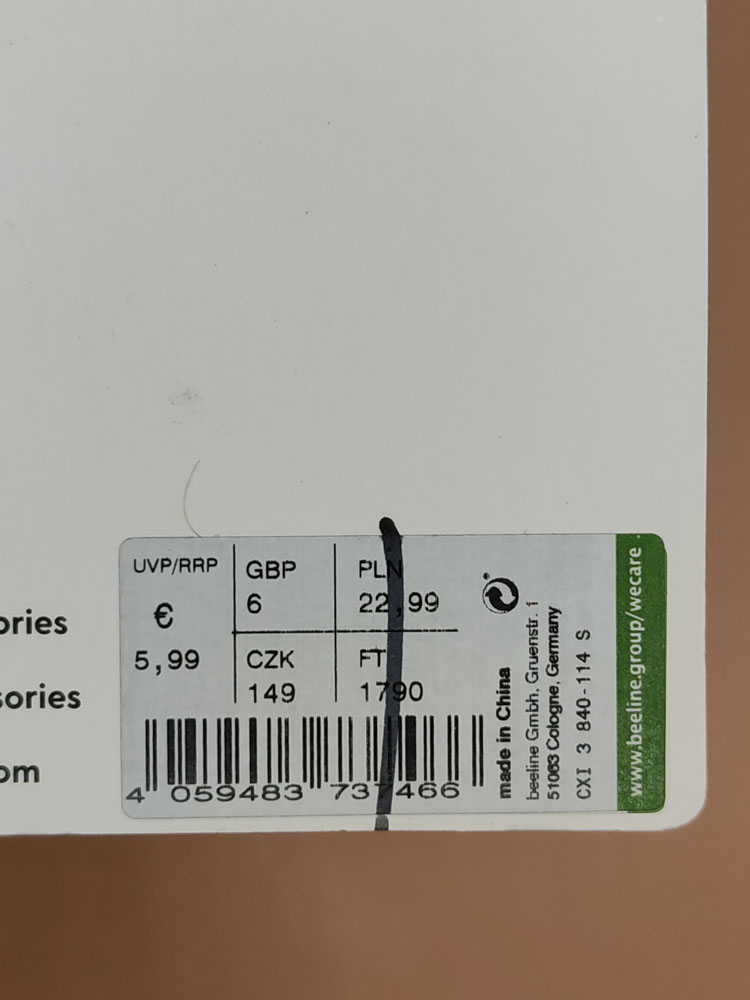 ories
sories
om
UVP/RRP
€
5,99
GBP
6
PLN
22,99
CZK
149
FT
1790
4 059483 737466
made in China
beeline Gmbh, Gruenstr. 1
51063 Cologne, Germany
CXI 3 840-114 S
www.beeline.group/wecare